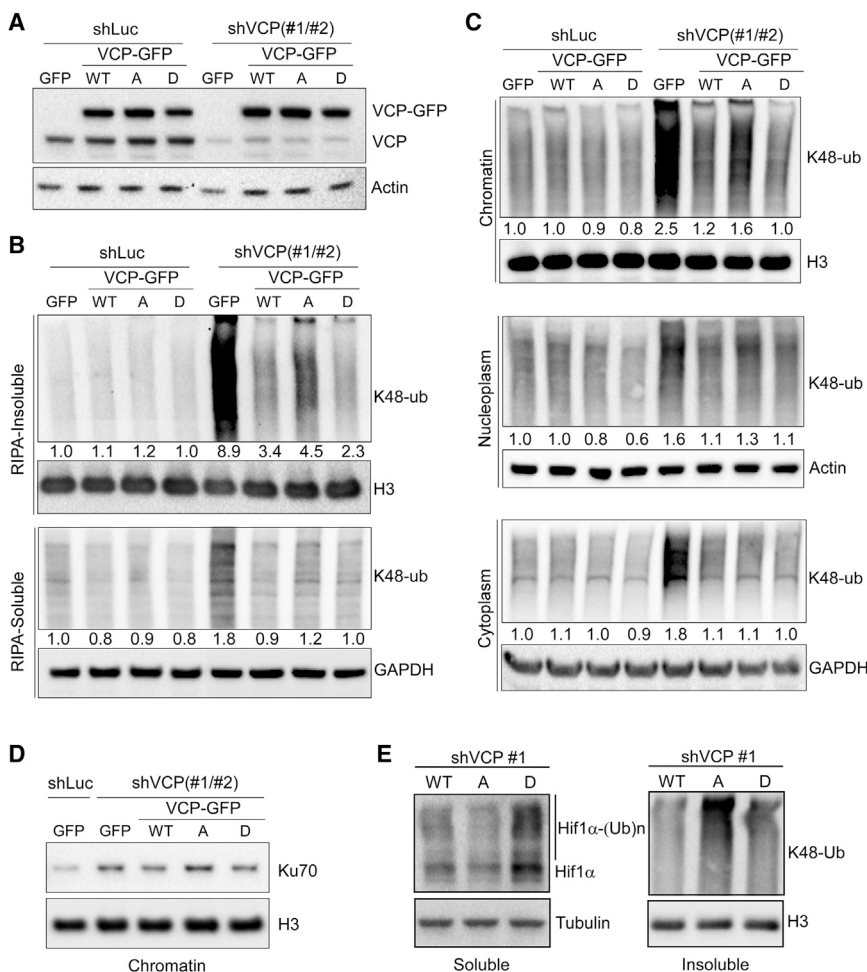 A
shLuc
shVCP(#1/#2)
VCP-GFP
VCP-GFP
GFP WT A D GFP WT A D
VCP-GFP
VCP
Actin
B
shLuc
shVCP(#1/#2)
VCP-GFP
VCP-GFP
GFP WT A D GFP WT A D
RIPA-Insoluble
K48-ub
1.0 1.1 1.2 1.0 8.9 3.4 4.5 2.3
H3
RIPA-Soluble
K48-ub
1.0 0.8 0.9 0.8 1.8 0.9 1.2 1.0
GAPDH
C
shLuc
shVCP(#1/#2)
VCP-GFP
VCP-GFP
GFP WT A D GFP WT A D
Chromatin
K48-ub
1.0 1.0 0.9 0.8 2.5 1.2 1.6 1.0
H3
Nucleoplasm
K48-ub
1.0 1.0 0.8 0.6 1.6 1.1 1.3 1.1
Actin
Cytoplasm
K48-ub
1.0 1.1 1.0 0.9 1.8 1.1 1.1 1.0
GAPDH
D
shLuc
shVCP(#1/#2)
VCP-GFP
GFP GFP WT A D
Ku70
H3
Chromatin
E
shVCP #1
WT A D
Hif1α-(Ub)n
Hif1α
Tubulin
Soluble
shVCP #1
WT A D
K48-Ub
H3
Insoluble